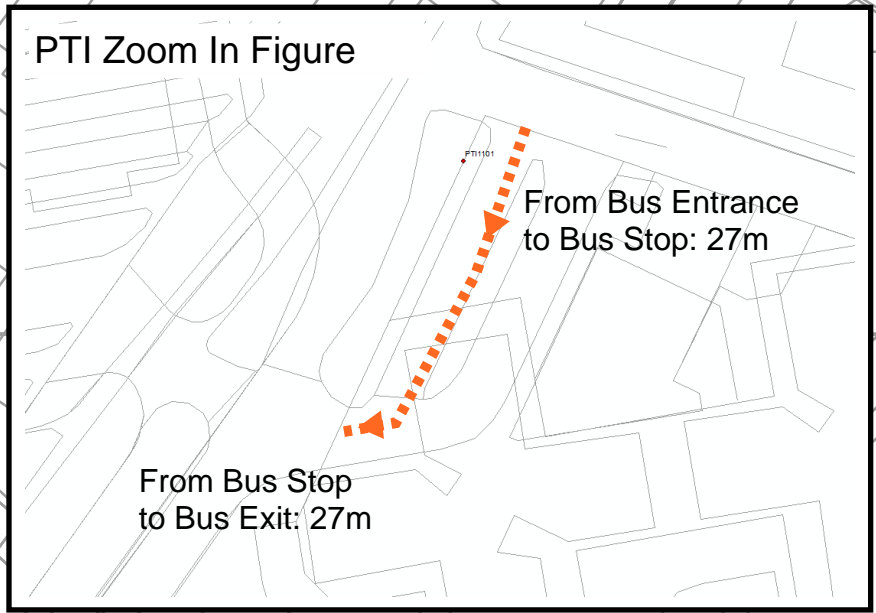 PTI Zoom In Figure
PTI1101
From Bus Entrance
to Bus Stop: 27m
From Bus Stop
to Bus Exit: 27m